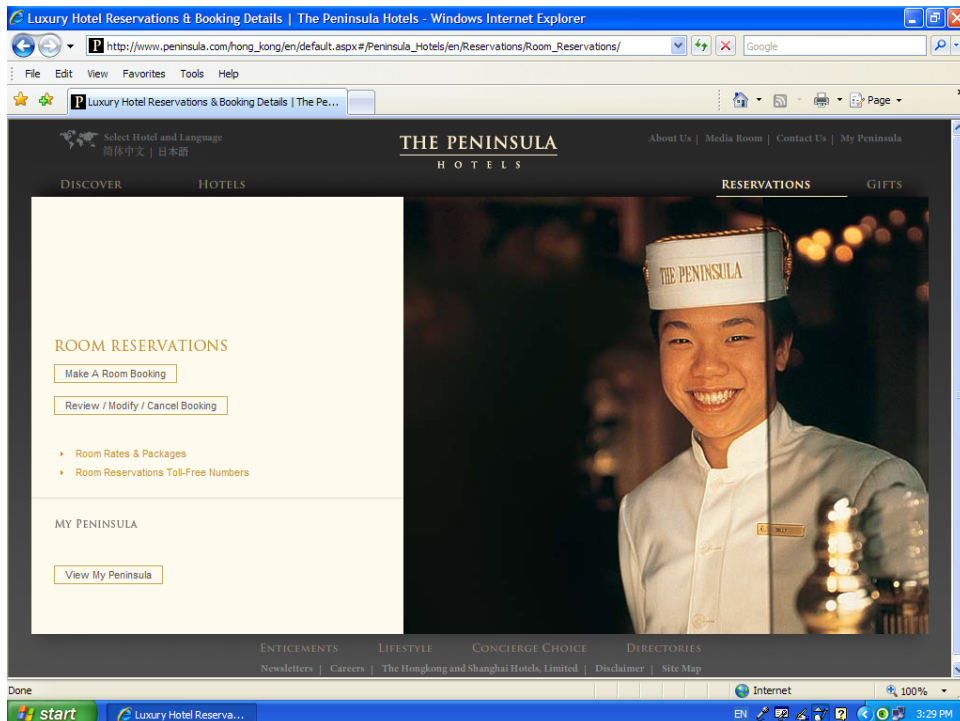 Luxury Hotel Reservations & Booking Details | The Peninsula Hotels - Windows Internet Explorer
http://www.peninsula.com/hong_kong/en/default.aspx#/Peninsula_Hotels/en/Reservations/Room_Reservations/
Google
File Edit View Favorites Tools Help
Luxury Hotel Reservations & Booking Details | The Pe...
Page
Select Hotel and Language
简体中文 | 日本語
THE PENINSULA
HOTELS
About Us | Media Room | Contact Us | My Peninsula
DISCOVER HOTELS RESERVATIONS GIFTS
THE PENINSULA
ROOM RESERVATIONS
Make A Room Booking
Review / Modify / Cancel Booking
Room Rates & Packages
Room Reservations Toll-Free Numbers
MY PENINSULA
View My Peninsula
ENTICEMENTS LIFESTYLE CONCIERGE CHOICE DIRECTORIES
Newsletters | Careers | The Hongkong and Shanghai Hotels, Limited | Disclaimer | Site Map
Done Internet 100%
start Luxury Hotel Reserva... EN 3:29 PM